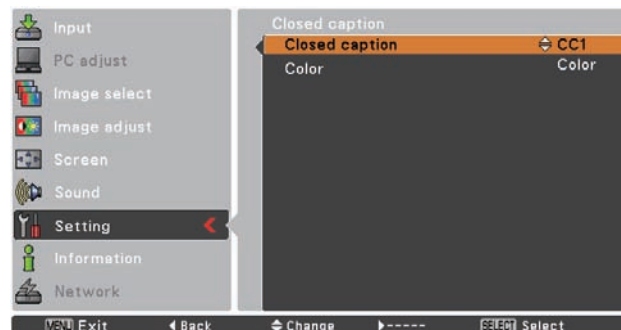 Input
PC adjust
Image select
Image adjust
Screen
Sound
Setting
Information
Network
Closed caption
Closed caption CC1
Color Color
MENU Exit Back Change ----- SELECT Select